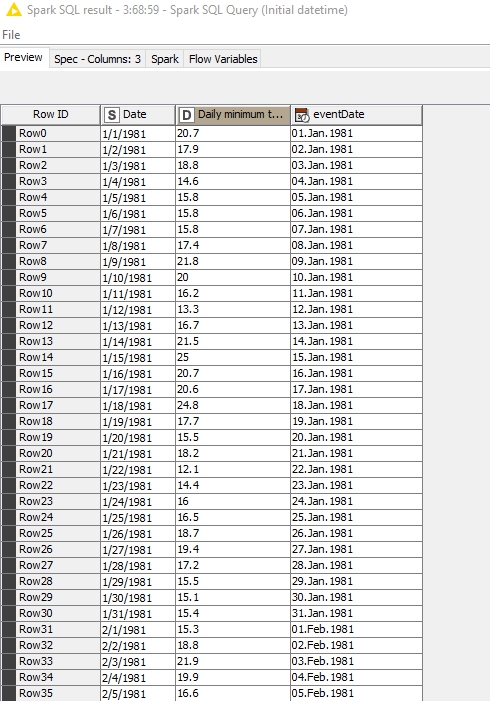 Spark SQL result - 3:68:59 - Spark SQL Query (Initial datetime)
File
Preview Spec - Columns: 3 Spark Flow Variables
Row ID S Date D Daily minimum t... eventDate
Row0 1/1/1981 20.7 01.Jan.1981
Row1 1/2/1981 17.9 02.Jan.1981
Row2 1/3/1981 18.8 03.Jan.1981
Row3 1/4/1981 14.6 04.Jan.1981
Row4 1/5/1981 15.8 05.Jan.1981
Row5 1/6/1981 15.8 06.Jan.1981
Row6 1/7/1981 15.8 07.Jan.1981
Row7 1/8/1981 17.4 08.Jan.1981
Row8 1/9/1981 21.8 09.Jan.1981
Row9 1/10/1981 20 10.Jan.1981
Row10 1/11/1981 16.2 11.Jan.1981
Row11 1/12/1981 13.3 12.Jan.1981
Row12 1/13/1981 16.7 13.Jan.1981
Row13 1/14/1981 21.5 14.Jan.1981
Row14 1/15/1981 25 15.Jan.1981
Row15 1/16/1981 20.7 16.Jan.1981
Row16 1/17/1981 20.6 17.Jan.1981
Row17 1/18/1981 24.8 18.Jan.1981
Row18 1/19/1981 17.7 19.Jan.1981
Row19 1/20/1981 15.5 20.Jan.1981
Row20 1/21/1981 18.2 21.Jan.1981
Row21 1/22/1981 12.1 22.Jan.1981
Row22 1/23/1981 14.4 23.Jan.1981
Row23 1/24/1981 16 24.Jan.1981
Row24 1/25/1981 16.5 25.Jan.1981
Row25 1/26/1981 18.7 26.Jan.1981
Row26 1/27/1981 19.4 27.Jan.1981
Row27 1/28/1981 17.2 28.Jan.1981
Row28 1/29/1981 15.5 29.Jan.1981
Row29 1/30/1981 15.1 30.Jan.1981
Row30 1/31/1981 15.4 31.Jan.1981
Row31 2/1/1981 15.3 01.Feb.1981
Row32 2/2/1981 18.8 02.Feb.1981
Row33 2/3/1981 21.9 03.Feb.1981
Row34 2/4/1981 19.9 04.Feb.1981
Row35 2/5/1981 16.6 05.Feb.1981